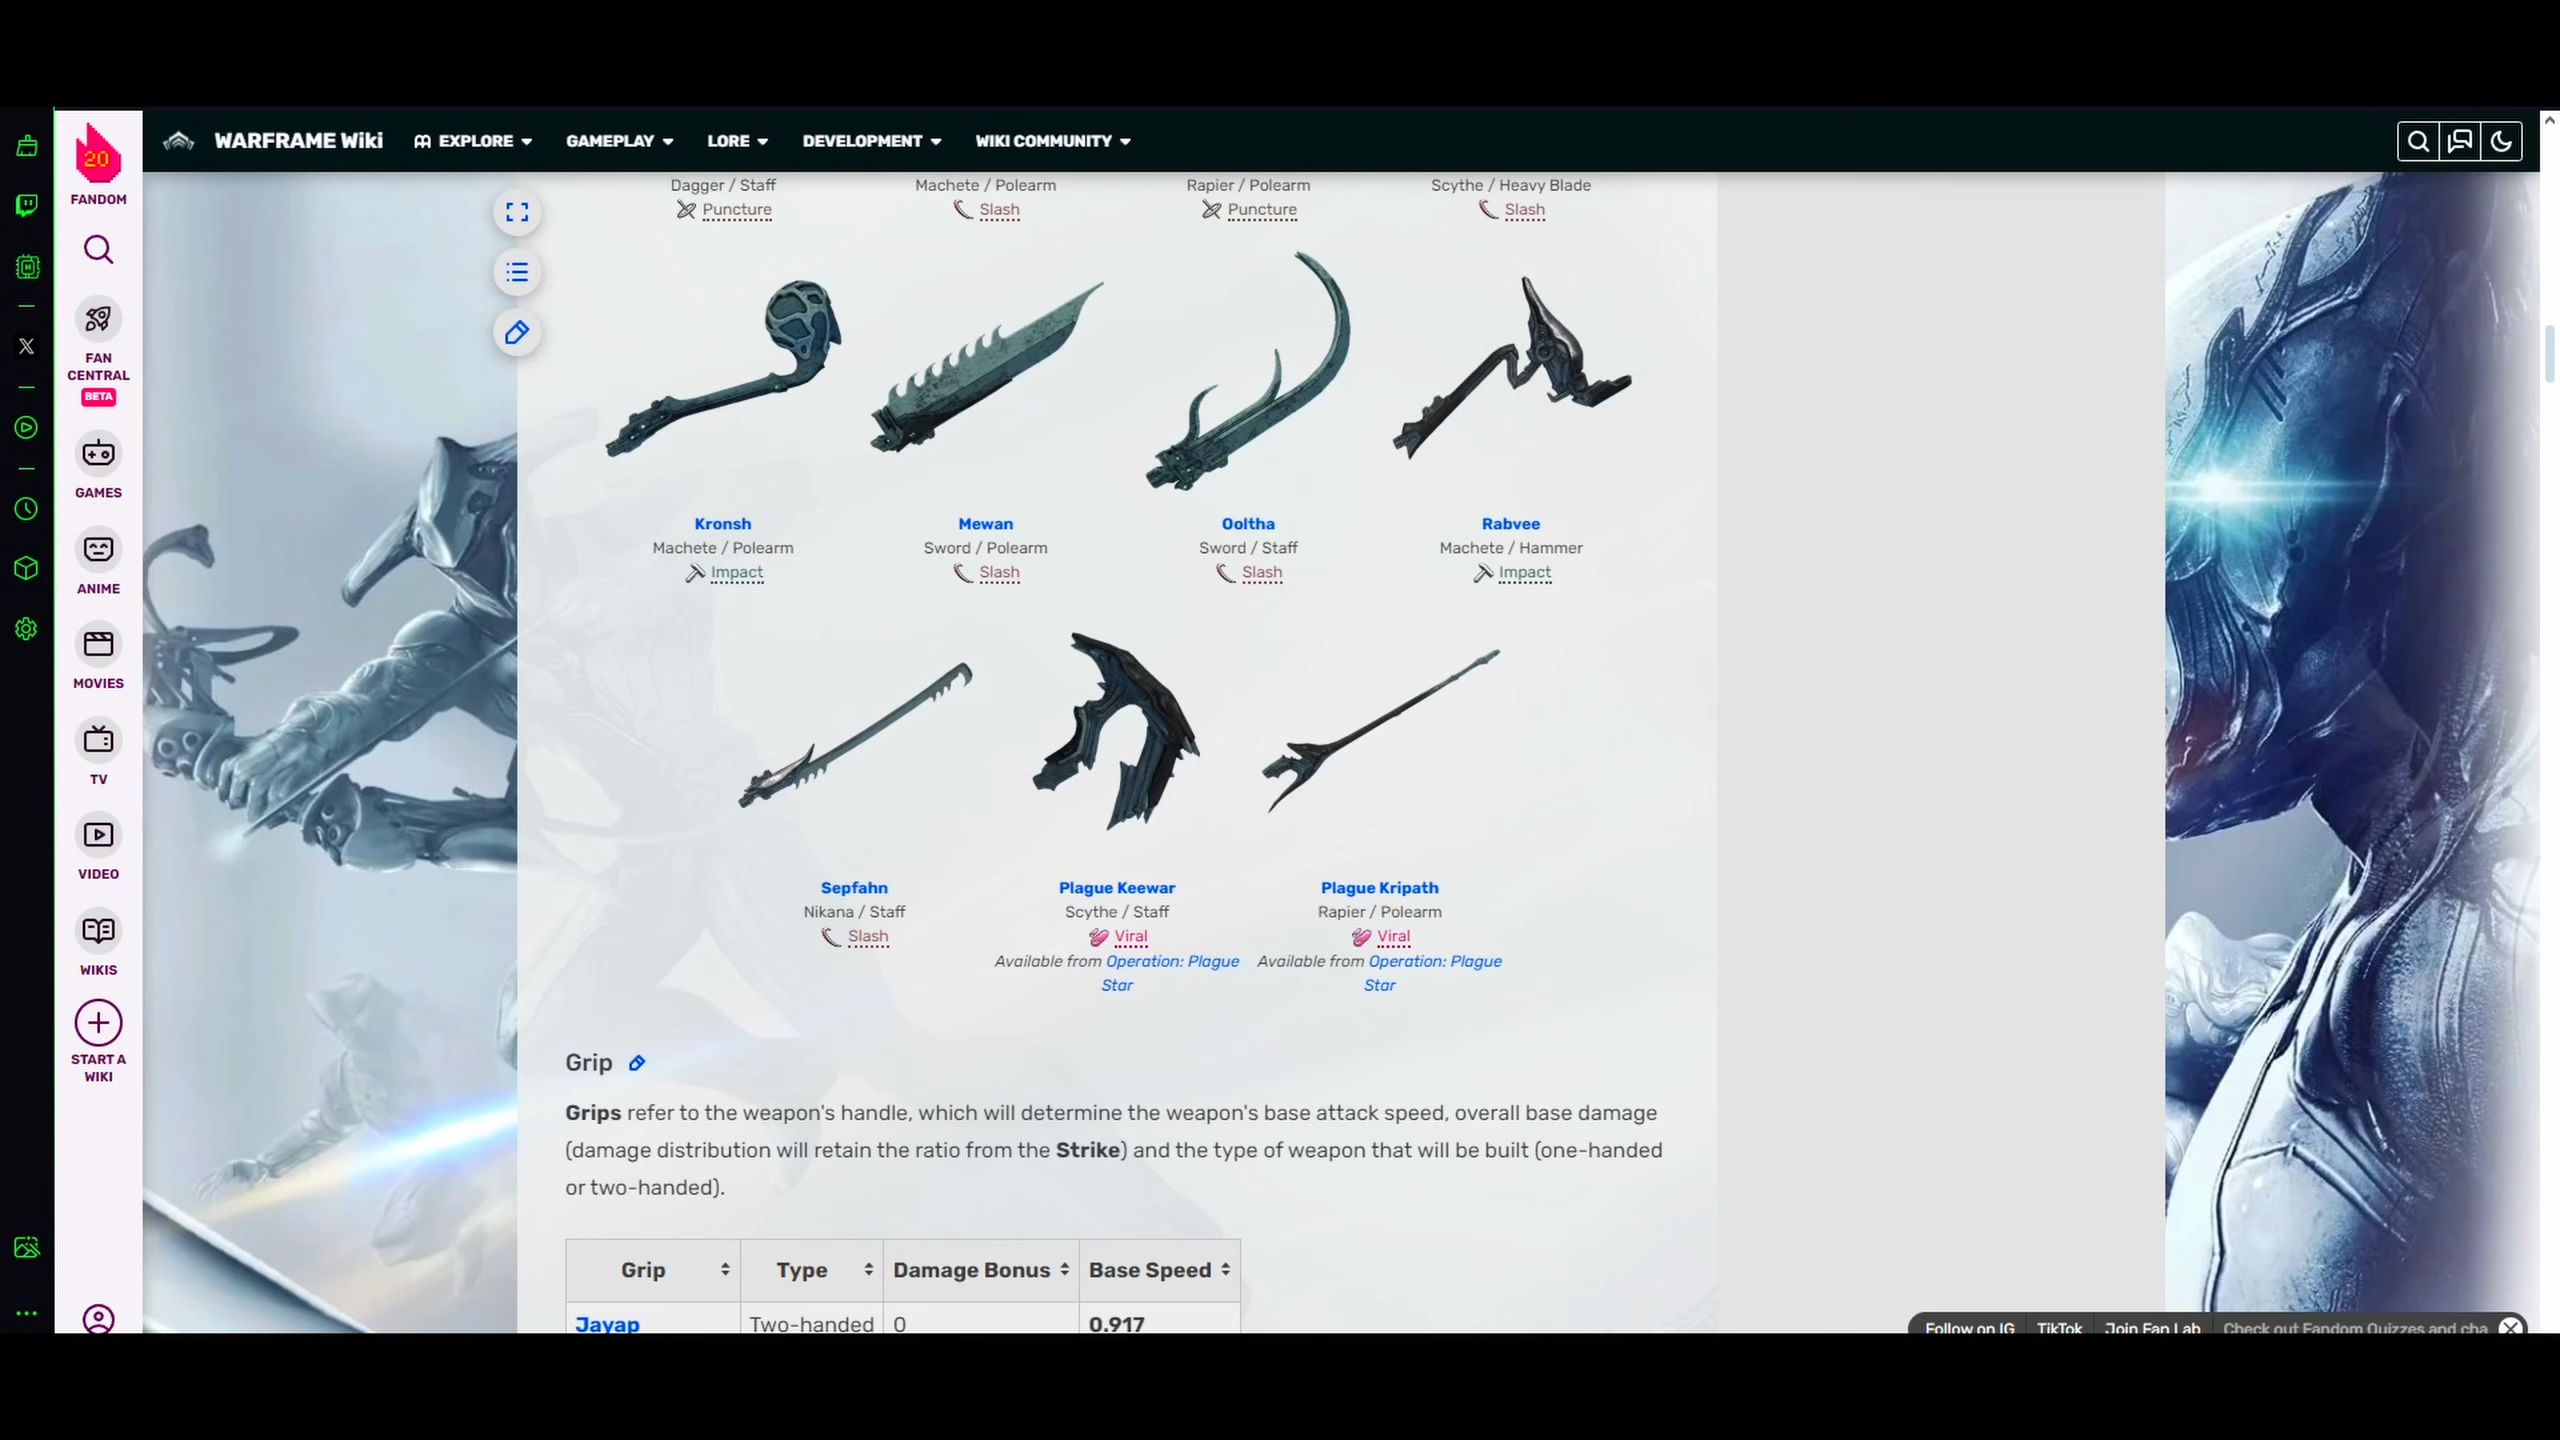 WARFRAME Wiki
EXPLORE
GAMEPLAY
LORE
DEVELOPMENT
WIKI COMMUNITY
20
FANDOM
FAN
CENTRAL
BETA
GAMES
ANIME
MOVIES
TV
VIDEO
WIKIS
START A
WIKI
Dagger / Staff
Puncture
Machete / Polearm
Slash
Rapier / Polearm
Puncture
Scythe / Heavy Blade
Slash
Kronsh
Machete / Polearm
Impact
Mewan
Sword / Polearm
Slash
Ooltha
Sword / Staff
Slash
Rabvee
Machete / Hammer
Impact
Sepfahn
Nikana / Staff
Slash
Plague Keewar
Scythe / Staff
Viral
Available from Operation: Plague
Star
Plague Kripath
Rapier / Polearm
Viral
Available from Operation: Plague
Star
Grip
Grips refer to the weapon's handle, which will determine the weapon's base attack speed, overall base damage
(damage distribution will retain the ratio from the Strike) and the type of weapon that will be built (one-handed
or two-handed).
Grip Type Damage Bonus Base Speed
Jayap Two-handed 0 0.917
Follow on IG TikTok Join Fan Lab Check out Fandom Quizzes and cha